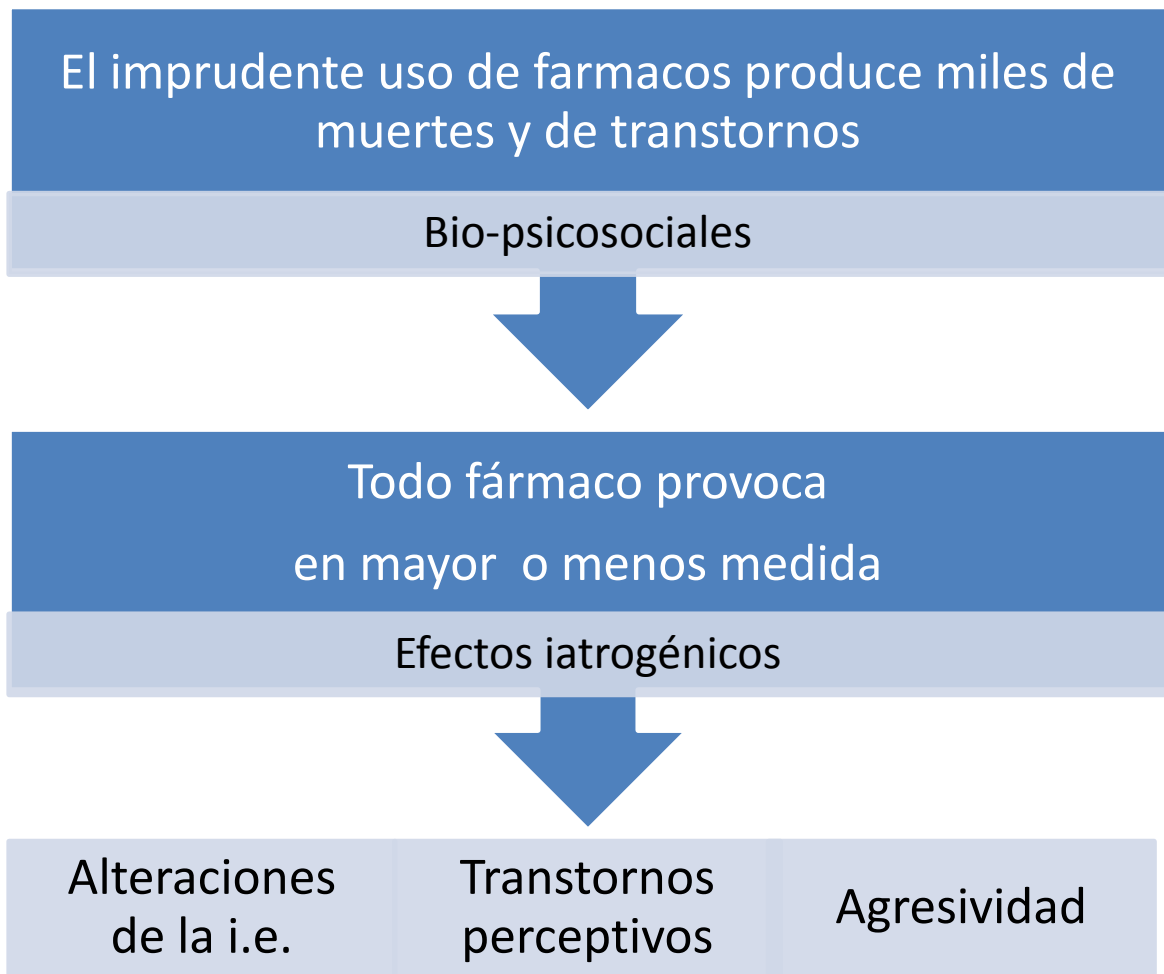 El imprudente uso de farmacos produce miles de
muertes y de transtornos
Bio-psicosociales
Todo fármaco provoca
en mayor o menos medida
Efectos iatrogénicos
Alteraciones
de la i.e.
Transtornos
perceptivos
Agresividad